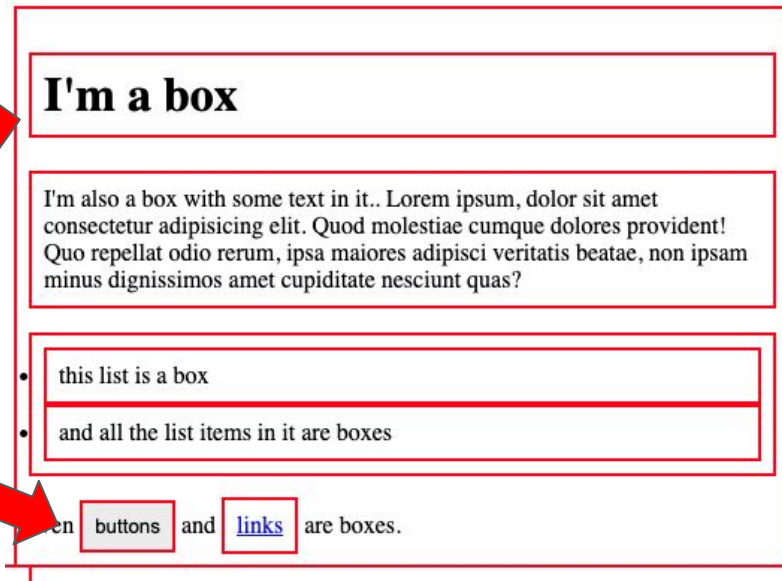 I'm a box
I'm also a box with some text in it.. Lorem ipsum, dolor sit amet
consectetur adipisicing elit. Quod molestiae cumque dolores provident!
Quo repellat odio rerum, ipsa maiores adipisci veritatis beatae, non ipsam
minus dignissimos amet cupiditate nesciunt quas?
this list is a box
and all the list items in it are boxes
en buttons and links are boxes.